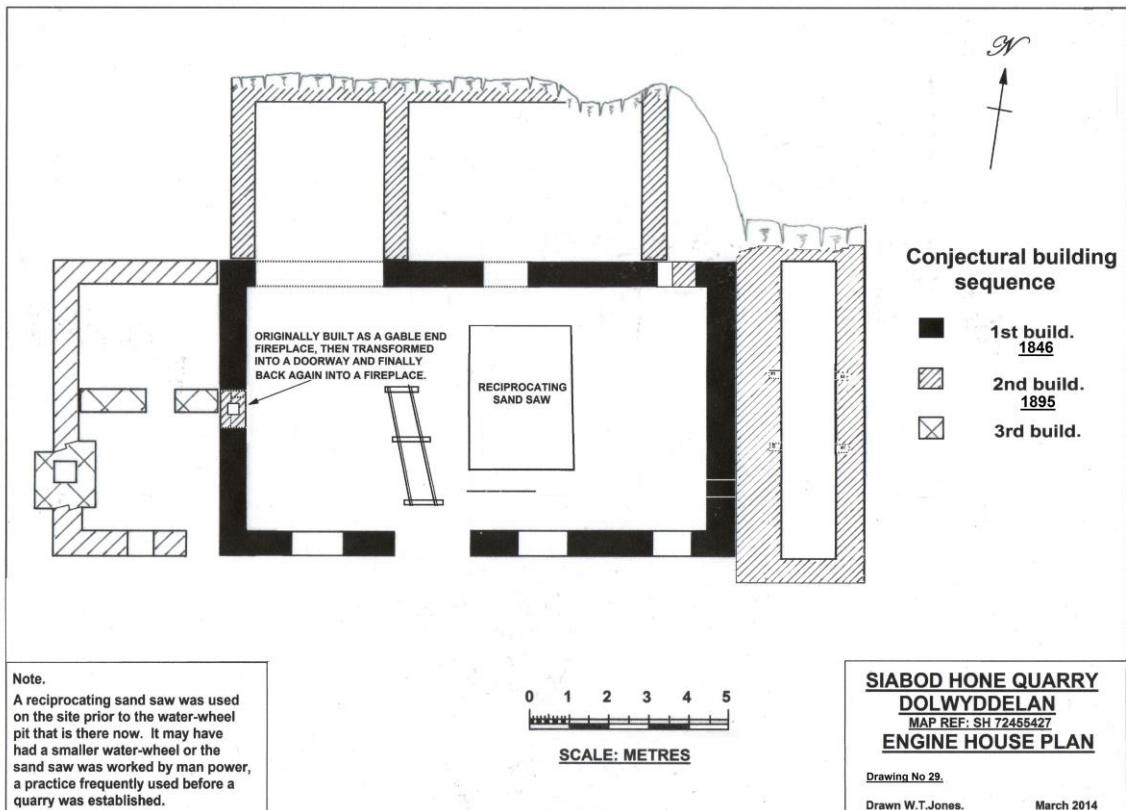 N
Conjectural building
sequence
1st build.
1846
2nd build.
1895
3rd build.
ORIGINALLY BUILT AS A GABLE END
FIREPLACE, THEN TRANSFORMED
INTO A DOORWAY AND FINALLY
BACK AGAIN INTO A FIREPLACE.
RECIPROCATING
SAND SAW
Note.
A reciprocating sand saw was used
on the site prior to the water-wheel
pit that is there now. It may have
had a smaller water-wheel or the
sand saw was worked by man power,
a practice frequently used before a
quarry was established.
0 1 2 3 4 5
SCALE: METRES
SIABOD HONE QUARRY
DOLWYDDELAN
MAP REF: SH 72455427
ENGINE HOUSE PLAN
Drawing No 29.
Drawn W.T.Jones. March 2014